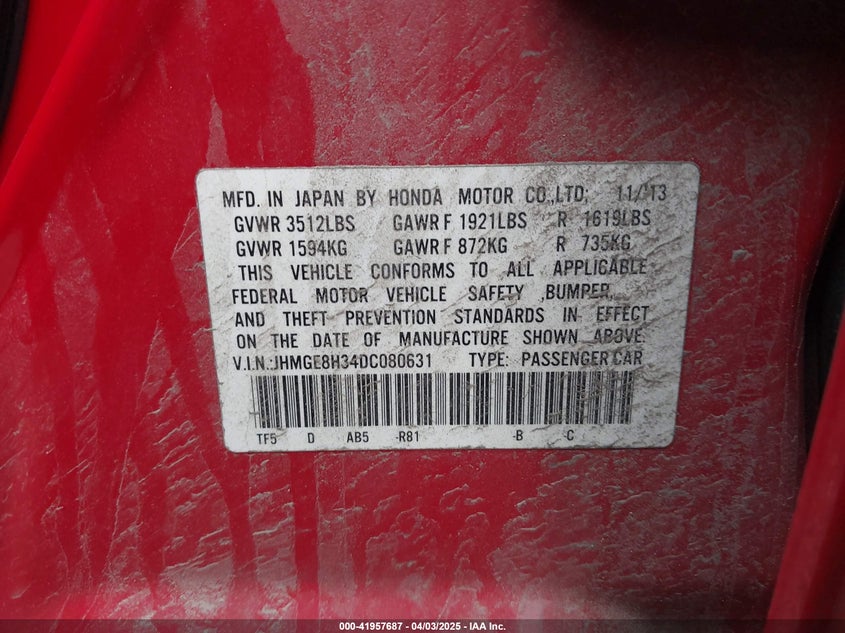 MFD. IN JAPAN BY HONDA MOTOR CO.,LTD; 11/13
GVWR 3512LBS GAWR F 1921LBS R 1619LBS
GVWR 1594KG GAWR F 872KG R 735KG
THIS VEHICLE CONFORMS TO ALL APPLICABLE
FEDERAL MOTOR VEHICLE SAFETY ,BUMPER,
AND THEFT PREVENTION STANDARDS IN EFFECT
ON THE DATE OF MANUFACTURE SHOWN ABOVE.
V.I.N.:JHMGE8H34DC080631 TYPE: PASSENGER CAR
TF5 D AB5 -R81 -B -C
000-41957687 - 04/03/2025 - IAA Inc.